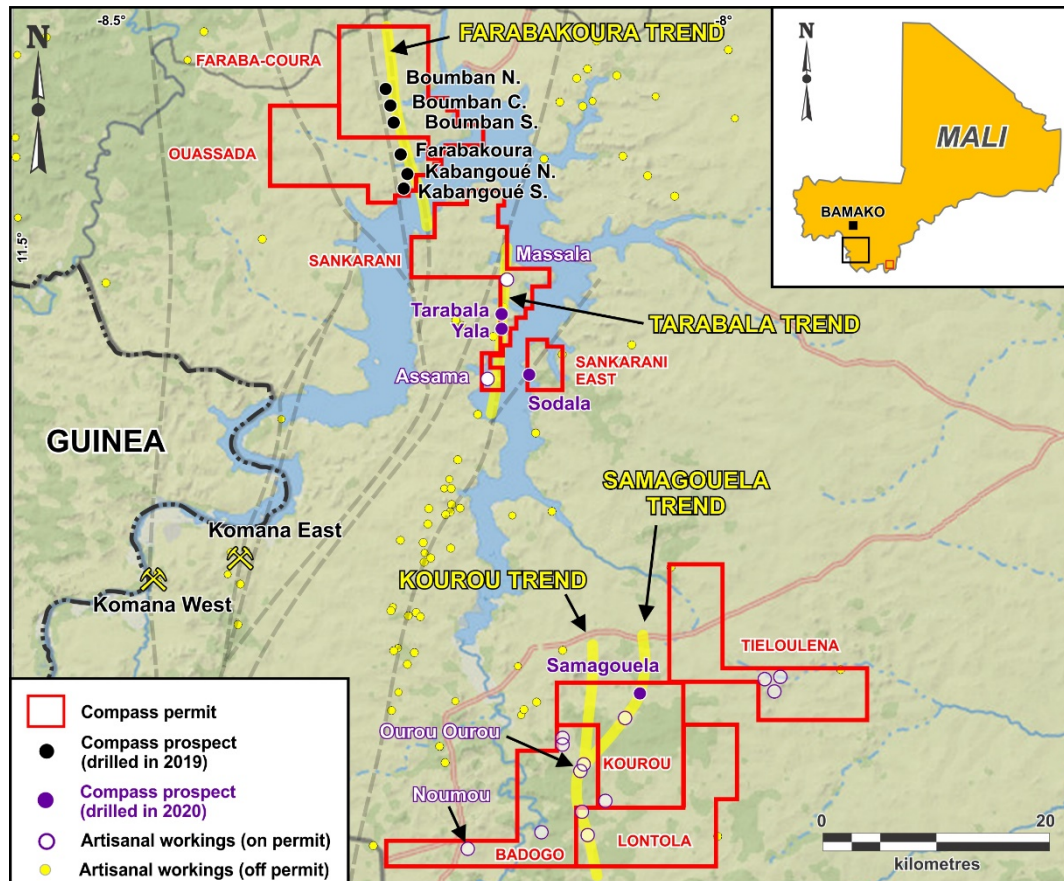 -8.5°
-8°
N
FARABAKOURA TREND
FARABA-COURA
Boumban N.
Boumban C.
Boumban S.
OUASSADA
Farabakoura
Kabangoué N.
Kabangoué S.
11.5°
SANKARANI
Massala
Tarabala
Yala
TARABALA TREND
Assama
SANKARANI
EAST
Sodala
N
MALI
BAMAKO
GUINEA
Komana East
Komana West
SAMAGOUELA
TREND
KOUROU TREND
Samagouela
TIELOULENA
Ourou Ourou
KOUROU
Noumou
BADOGO
LONTOLA
Compass permit
Compass prospect
(drilled in 2019)
Compass prospect
(drilled in 2020)
Artisanal workings (on permit)
Artisanal workings (off permit)
0
20
kilometres